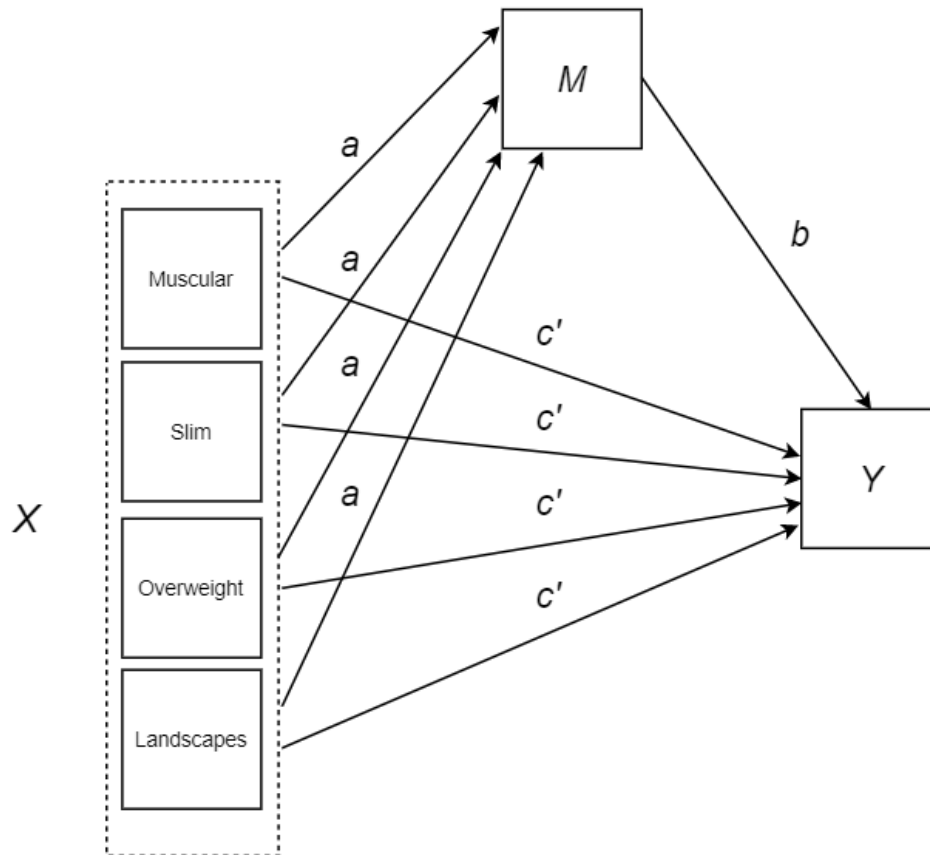 M
a
Muscular
b
a
c'
a
c'
Slim
a
c'
Y
X
Overweight
c'
Landscapes